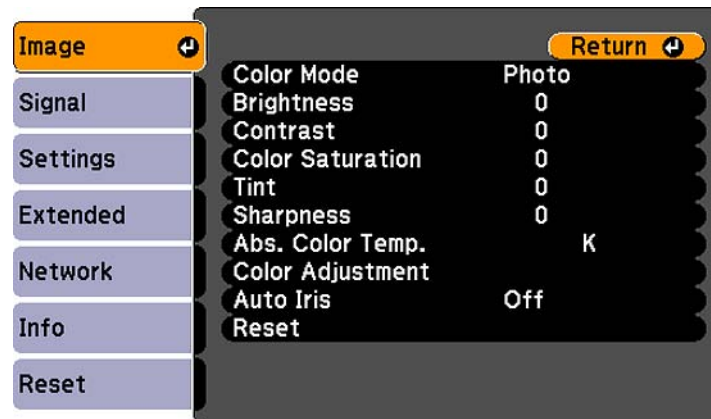 Image
Signal
Settings
Extended
Network
Info
Reset
Return
Color Mode Photo
Brightness 0
Contrast 0
Color Saturation 0
Tint 0
Sharpness 0
Abs. Color Temp. K
Color Adjustment
Auto Iris Off
Reset